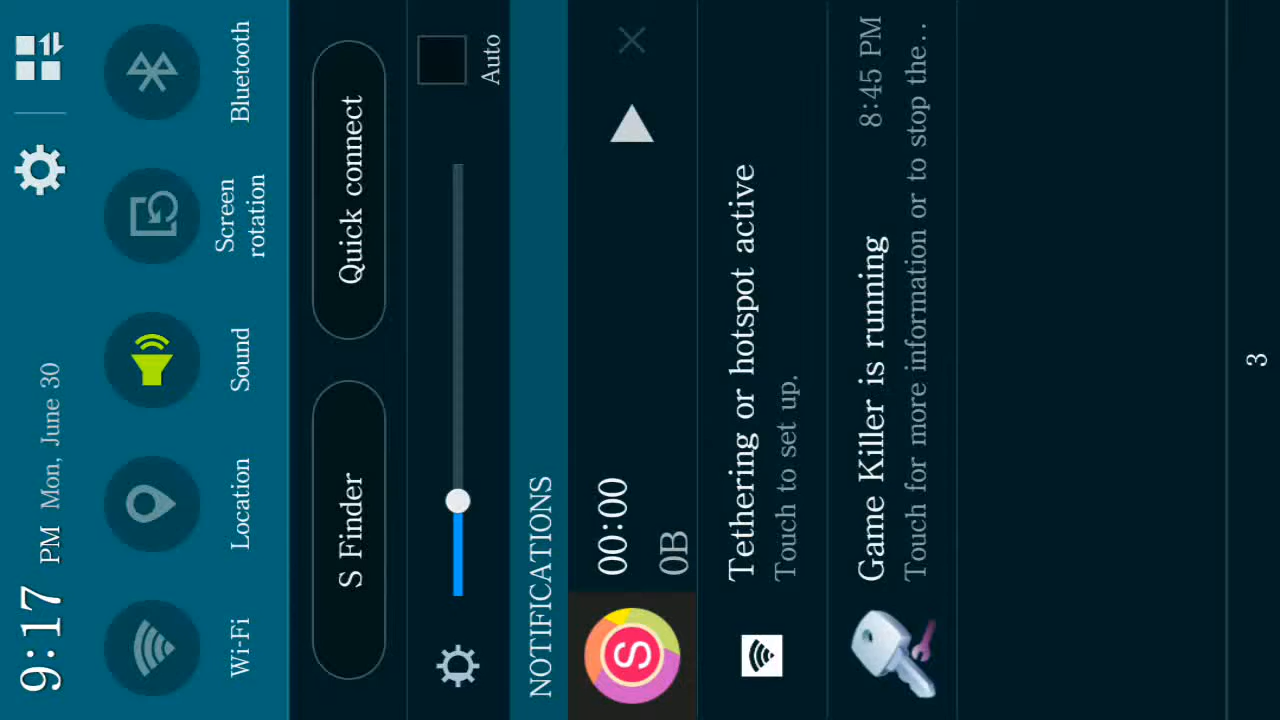 9:17 PM Mon, June 30
Wi-Fi
Location
Sound
Screen
rotation
Bluetooth
S Finder
Quick connect
Auto
NOTIFICATIONS
S
00:00
0B
Tethering or hotspot active
Touch to set up.
Game Killer is running
8:45 PM
Touch for more information or to stop the...
3